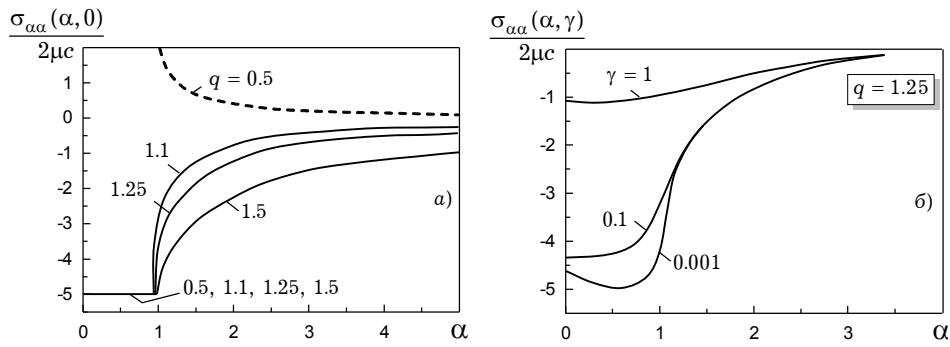 σαα(α, 0)
2μc
1
0
-1
-2
-3
-4
-5
q = 0.5
1.1
1.25
1.5
а)
0.5, 1.1, 1.25, 1.5
0 1 2 3 4 α
σαα(α, γ)
2μc
-1
-2
-3
-4
-5
γ = 1
q = 1.25
0.1
0.001
б)
0 1 2 3 α